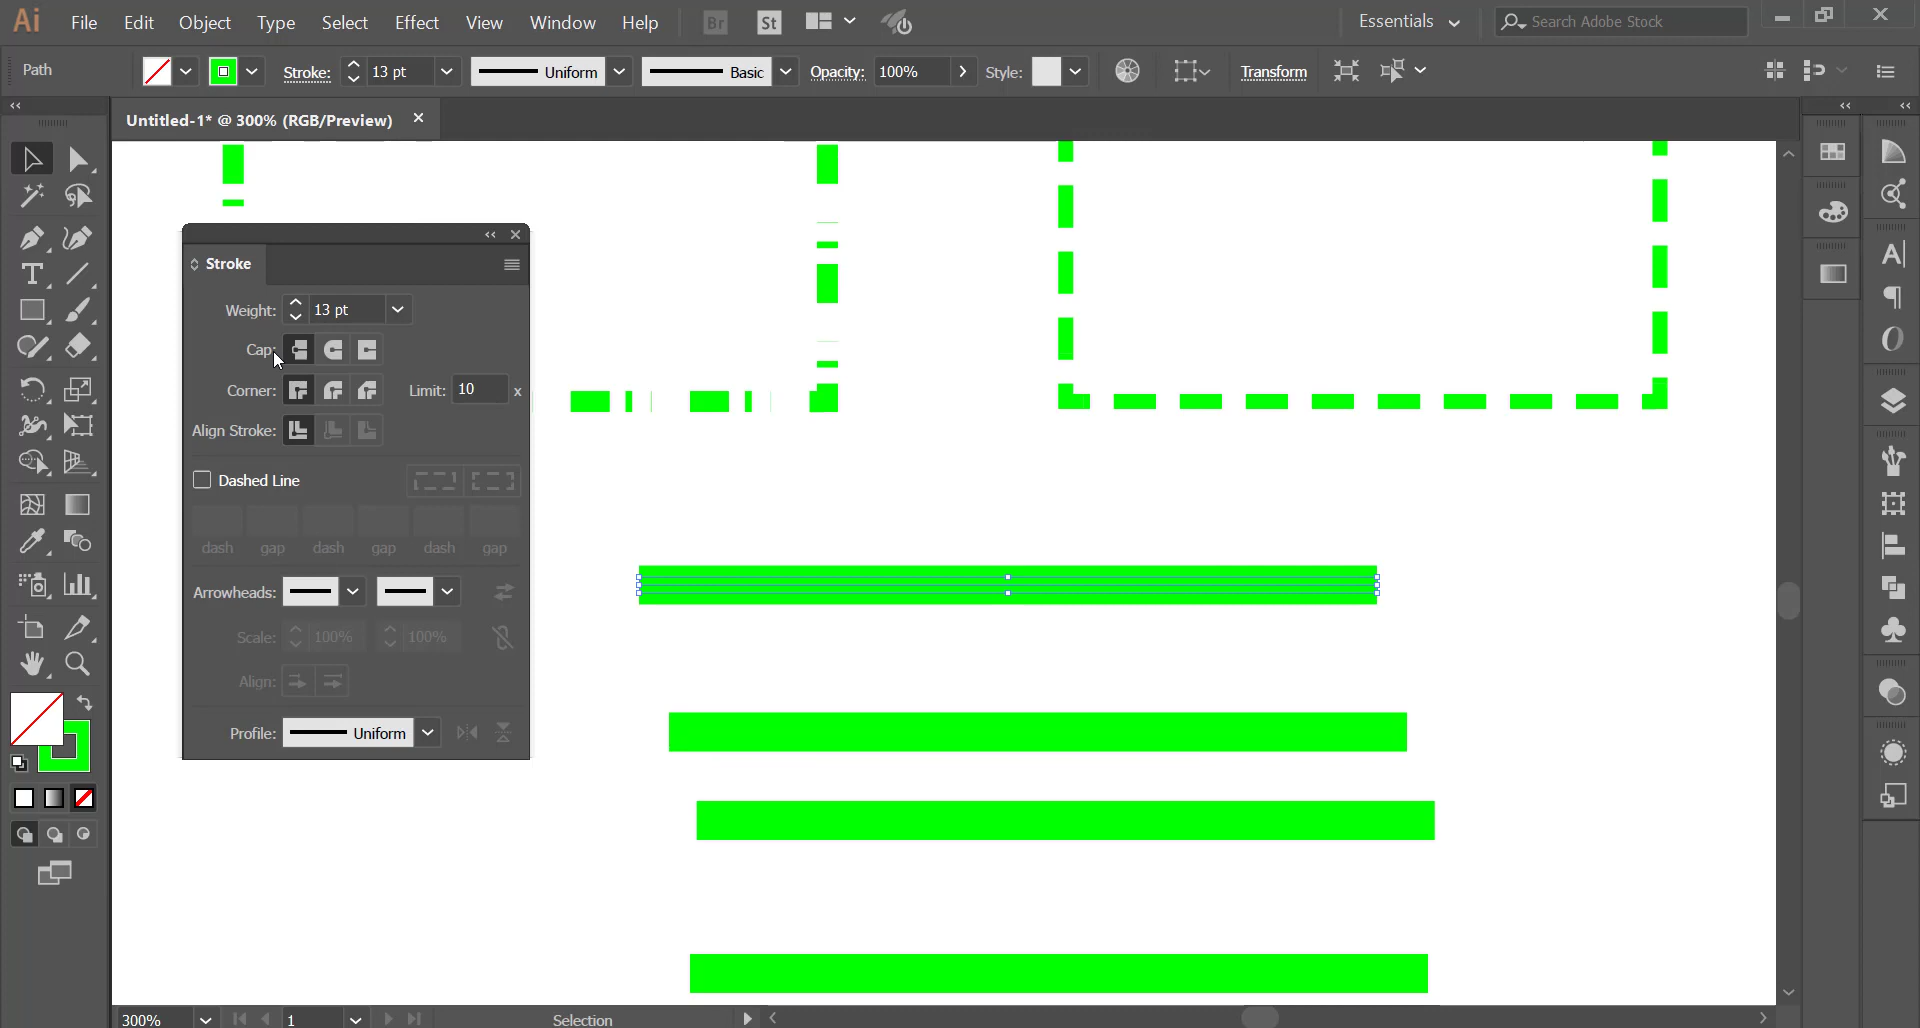 Ai File Edit Object Type Select Effect View Window Help Br St Essentials Search Adobe Stock
Path Stroke: 13 pt Uniform Basic Opacity: 100% Style: Transform
Untitled-1* @ 300% (RGB/Preview)
Stroke
Weight: 13 pt
Cap:
Corner: Limit: 10 x
Align Stroke:
Dashed Line
dash gap dash gap dash gap
Arrowheads:
Scale: 100% 100%
Align:
Profile: Uniform
300% 1 Selection